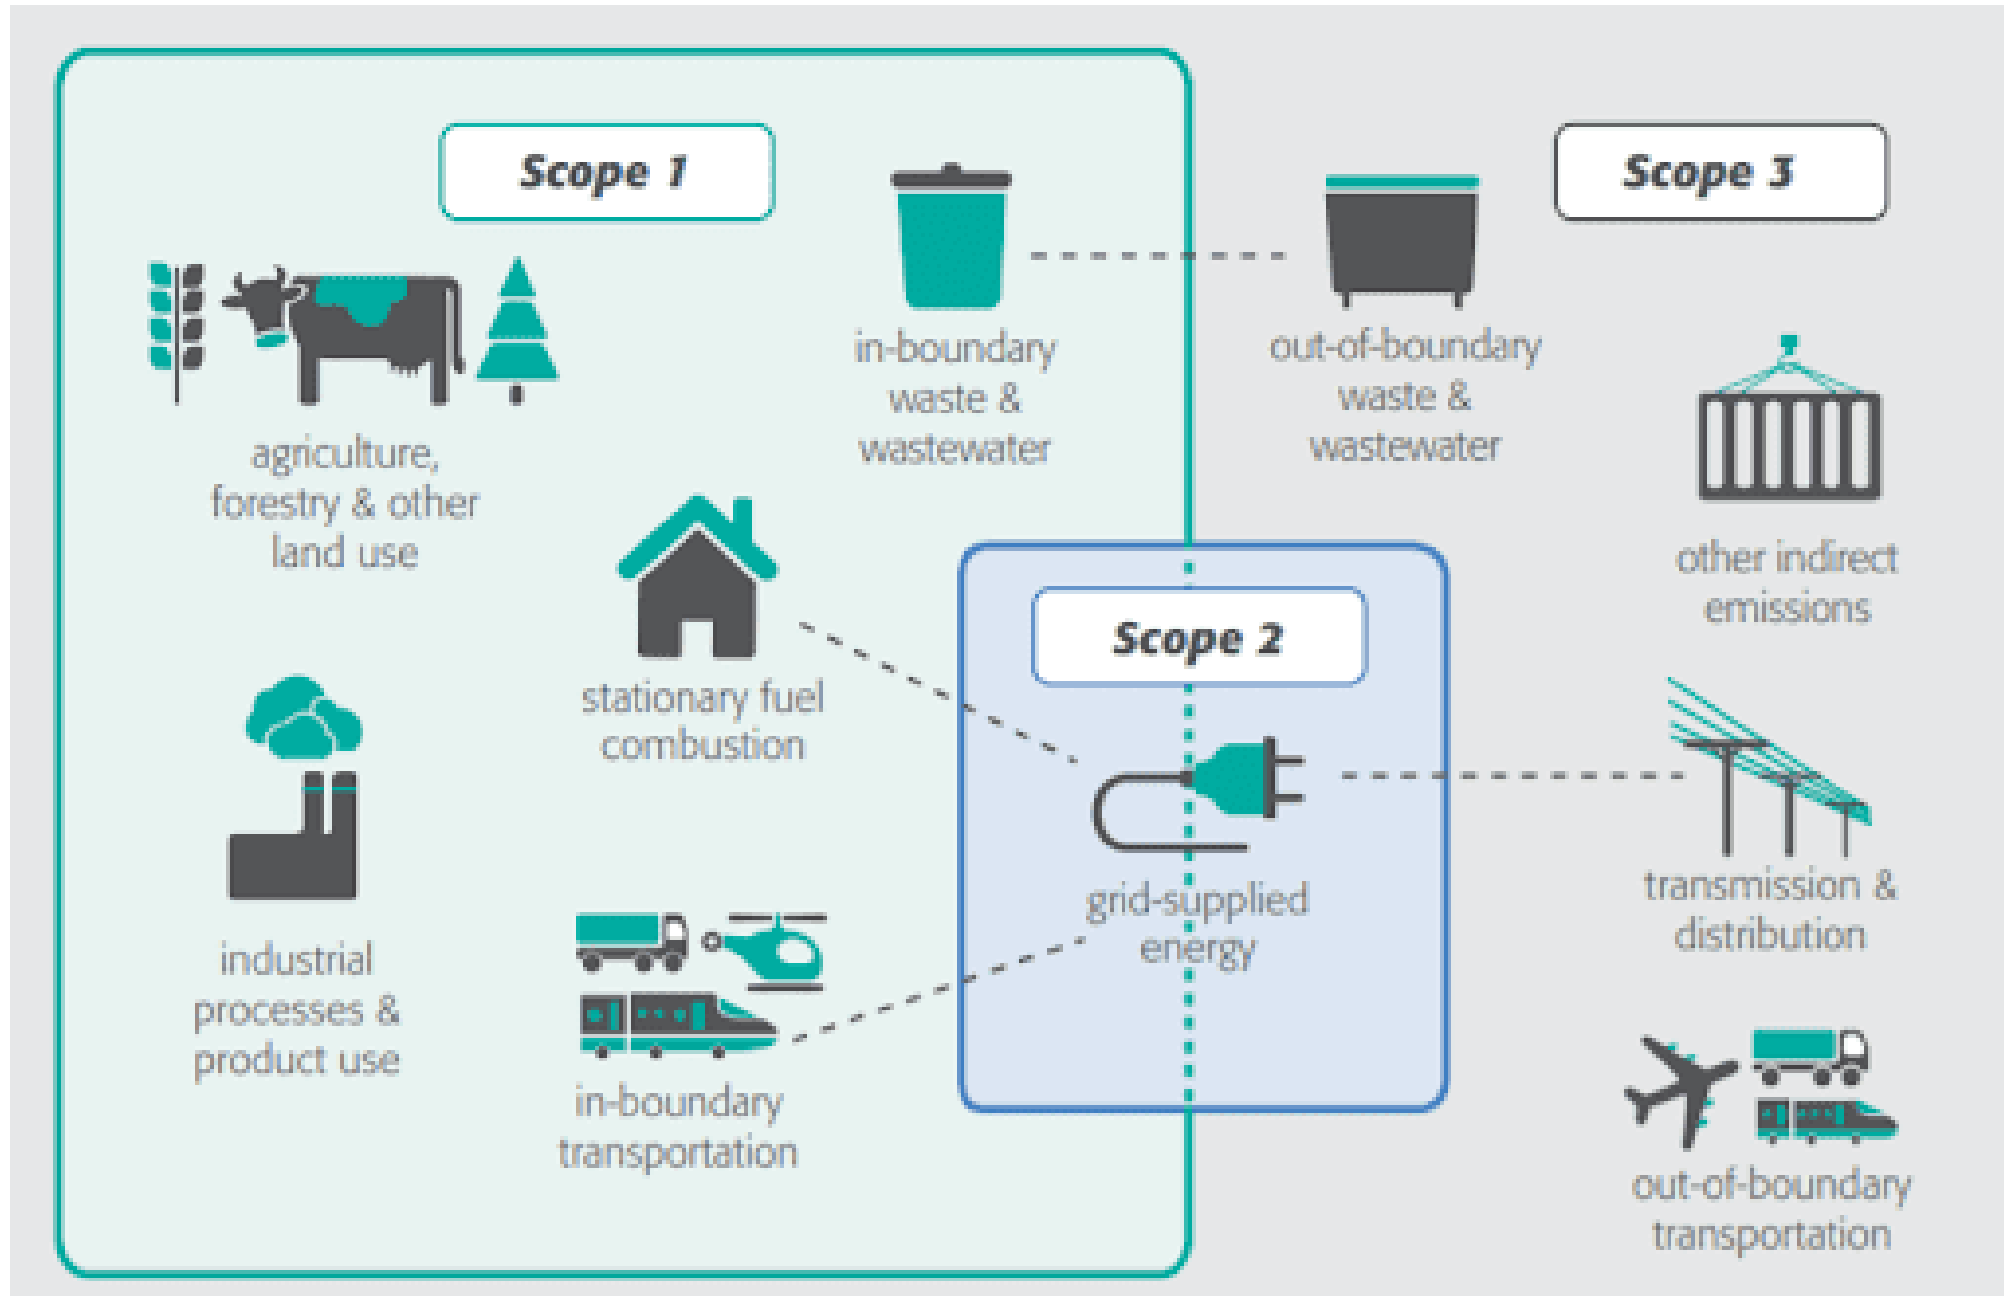 Scope 1
Scope 3
in-boundary
waste &
wastewater
out-of-boundary
waste &
wastewater
agriculture,
forestry & other
land use
other indirect
emissions
Scope 2
stationary fuel
combustion
grid-supplied
energy
transmission &
distribution
industrial
processes &
product use
in-boundary
transportation
out-of-boundary
transportation